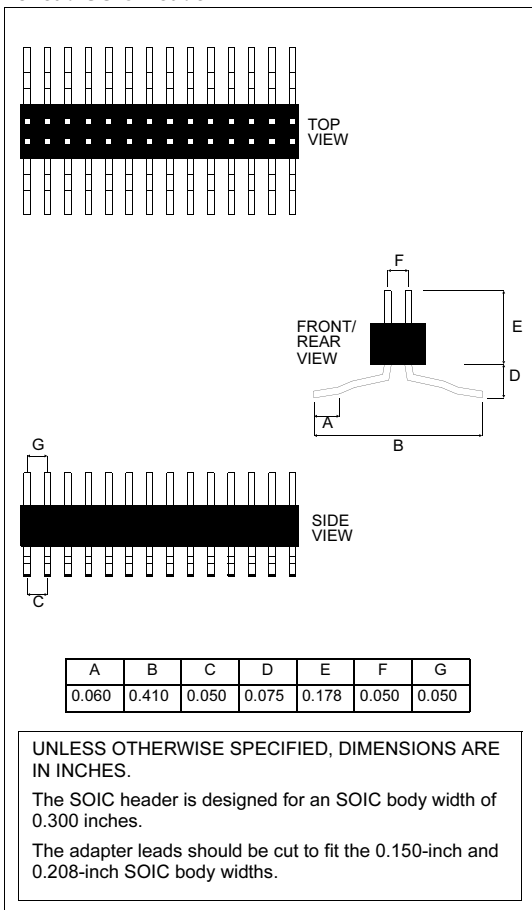 TOP
VIEW
F
FRONT/
REAR
VIEW
E
D
A
B
G
SIDE
VIEW
C
A B C D E F G
0.060 0.410 0.050 0.075 0.178 0.050 0.050
UNLESS OTHERWISE SPECIFIED, DIMENSIONS ARE
IN INCHES.
The SOIC header is designed for an SOIC body width of
0.300 inches.
The adapter leads should be cut to fit the 0.150-inch and
0.208-inch SOIC body widths.